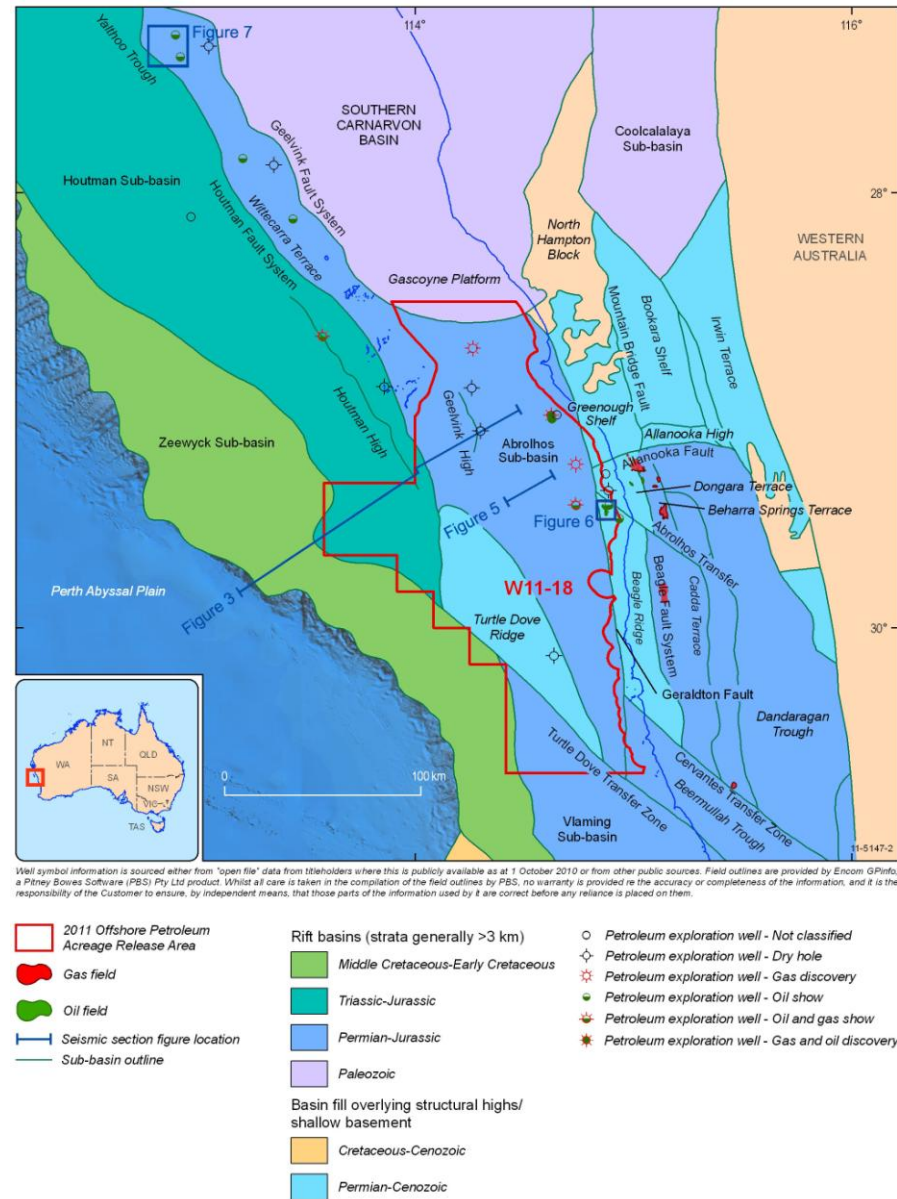 114°
116°
Figure 7
Yalthoo Trough
SOUTHERN
CARNARVON
BASIN
Coolcalalaya
Sub-basin
Geelvink Fault System
Houtman Sub-basin
28°
Wittecarra Terrace
Houtman Fault System
North
Hampton
Block
WESTERN
AUSTRALIA
Gascoyne Platform
Mountain Bridge Fault
Bookara Shelf
Irwin Terrace
Houtman High
Geelvink High
Greenough
Shelf
Zeewyck Sub-basin
Abrolhos
Sub-basin
Allanooka High
Allanooka Fault
Dongara Terrace
Beharra Springs Terrace
Figure 5
Figure 6
Abrolhos Transfer
Perth Abyssal Plain
Figure 3
W11-18
Beagle Ridge
Beagle Fault System
Cadda Terrace
Turtle Dove
Ridge
30°
Geraldton Fault
Dandaragan
Trough
Turtle Dove Transfer Zone
Cervantes Transfer Zone
Beermullah Trough
Vlaming
Sub-basin
WA
NT
QLD
SA
NSW
VIC
TAS
0
100 km
11-5147-2
Well symbol information is sourced either from "open file" data from titleholders where this is publicly available as at 1 October 2010 or from other public sources. Field outlines are provided by Encom GPinfo,
a Pitney Bowes Software (PBS) Pty Ltd product. Whilst all care is taken in the compilation of the field outlines by PBS, no warranty is provided re the accuracy or completeness of the information, and it is the
responsibility of the Customer to ensure, by independent means, that those parts of the information used by it are correct before any reliance is placed on them.
2011 Offshore Petroleum
Acreage Release Area
Gas field
Oil field
Seismic section figure location
Sub-basin outline
Rift basins (strata generally >3 km)
Middle Cretaceous-Early Cretaceous
Triassic-Jurassic
Permian-Jurassic
Paleozoic
Basin fill overlying structural highs/
shallow basement
Cretaceous-Cenozoic
Permian-Cenozoic
Petroleum exploration well - Not classified
Petroleum exploration well - Dry hole
Petroleum exploration well - Gas discovery
Petroleum exploration well - Oil show
Petroleum exploration well - Oil and gas show
Petroleum exploration well - Gas and oil discovery